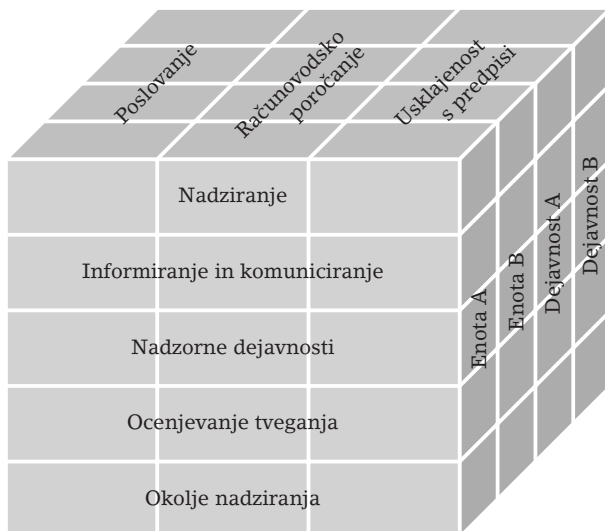 Poslovanje
Računovodsko
poročanje
Usklajenost
s predpisi
Nadziranje
Informiranje in komuniciranje
Nadzorne dejavnosti
Ocenjevanje tveganja
Okolje nadziranja
Enota A
Enota B
Dejavnost A
Dejavnost B